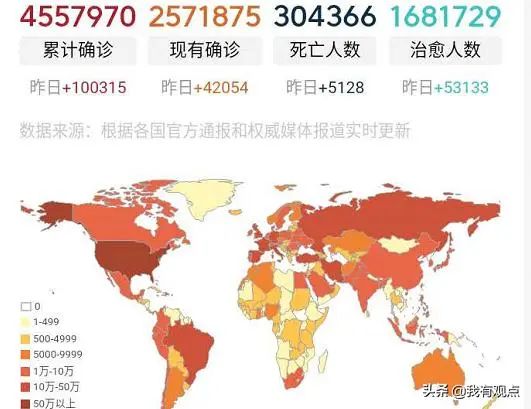 4557970 2571875 304366 1681729
累计确诊 现有确诊 死亡人数 治愈人数
昨日+100315 昨日+42054 昨日+5128 昨日+53133
数据来源：根据各国官方通报和权威媒体报道实时更新
0
1-499
500-4999
5000-9999
1万-10万
10万-50万
50万以上
头条@我有观点